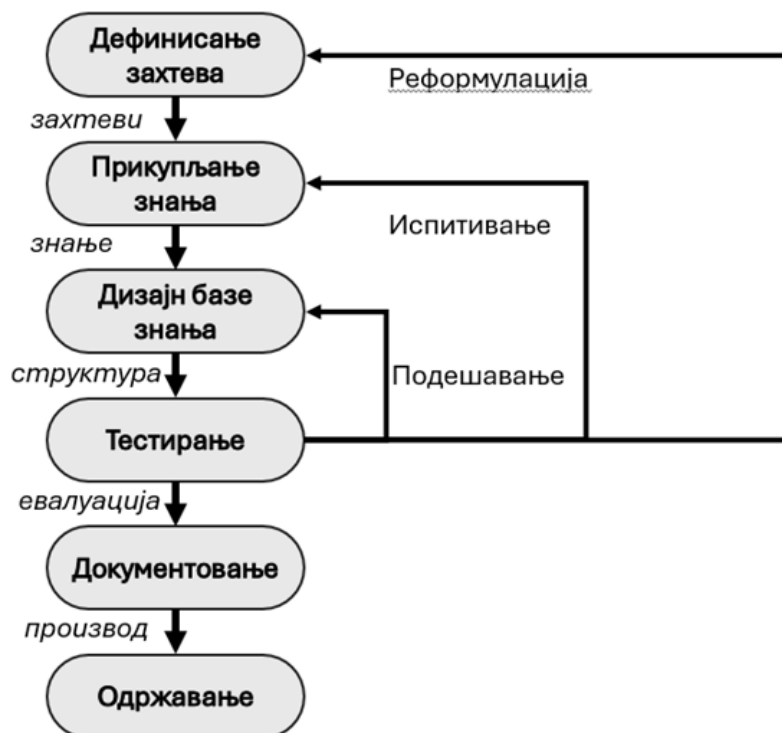 Дефинисање
захтева
Реформулација
захтеви
Прикупљање
знања
Испитивање
знање
Дизајн базе
знања
структура
Подешавање
Тестирање
евалуација
Документовање
производ
Одржавање